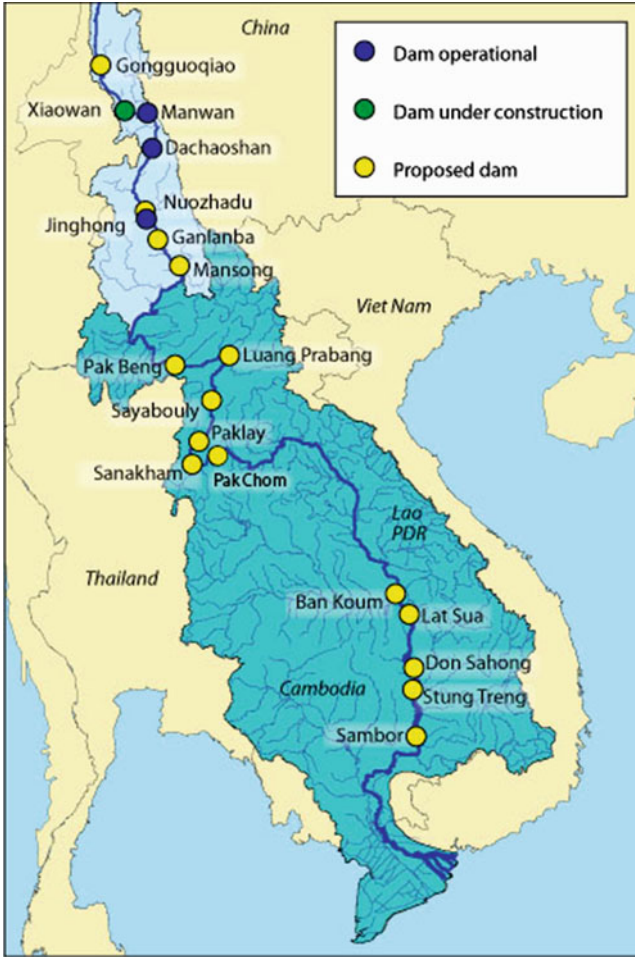 China
Dam operational
Dam under construction
Proposed dam
Gongguoqiao
Xiaowan
Manwan
Dachaoshan
Nuozhadu
Jinghong
Ganlanba
Mansong
Viet Nam
Luang Prabang
Pak Beng
Sayabouly
Paklay
Sanakham
Pak Chom
Lao
PDR
Thailand
Ban Koum
Lat Sua
Don Sahong
Cambodia
Stung Treng
Sambor